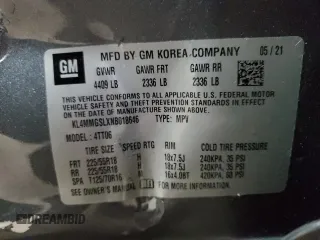 GM
MFD BY GM KOREA COMPANY 05/21
GVWR GAWR FRT GAWR RR
4409 LB 2336 LB 2336 LB
THIS VEHICLE CONFORMS TO ALL APPLICABLE U.S. FEDERAL MOTOR
VEHICLE SAFETY AND THEFT PREVENTION STANDARDS IN EFFECT
ON THE DATE OF MANUFACTURE SHOWN ABOVE.
KL4MMGSLXNB018646 TYPE: MPV
MODEL: 4TT06
TIRE SIZE SPEED RTG RIM COLD TIRE PRESSURE
FRT 225/55R18 H 18x7.5J 240KPA, 35 PSI
RR 225/55R18 H 18x7.5J 240KPA, 35 PSI
SPA T125/70R16 M 16x4.0BT 420KPA, 60 PSI
SEE OWNER'S MANUAL
EPICARBID